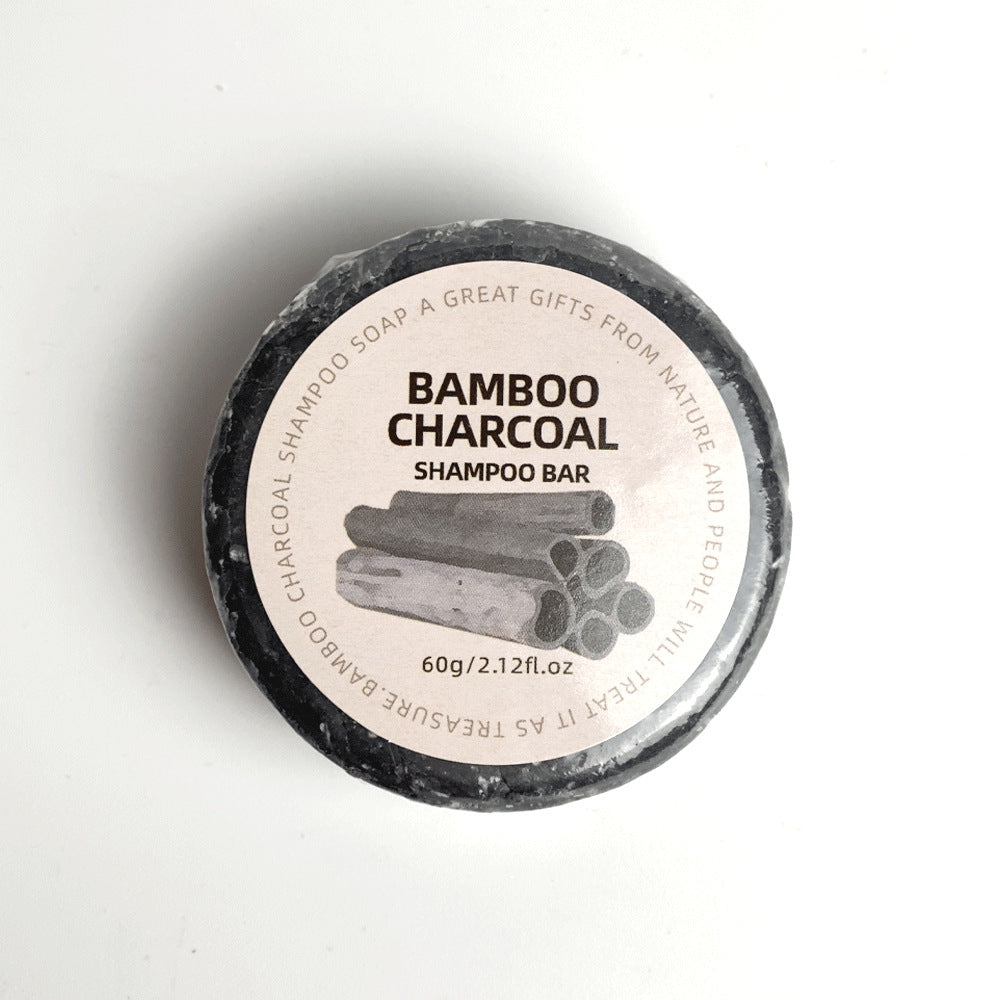 BAMBOO CHARCOAL SHAMPOO SOAP A GREAT GIFTS FROM NATURE AND PEOPLE WILL TREAT IT AS TREASURE.
BAMBOO
CHARCOAL
SHAMPOO BAR
60g/2.12fl.oz